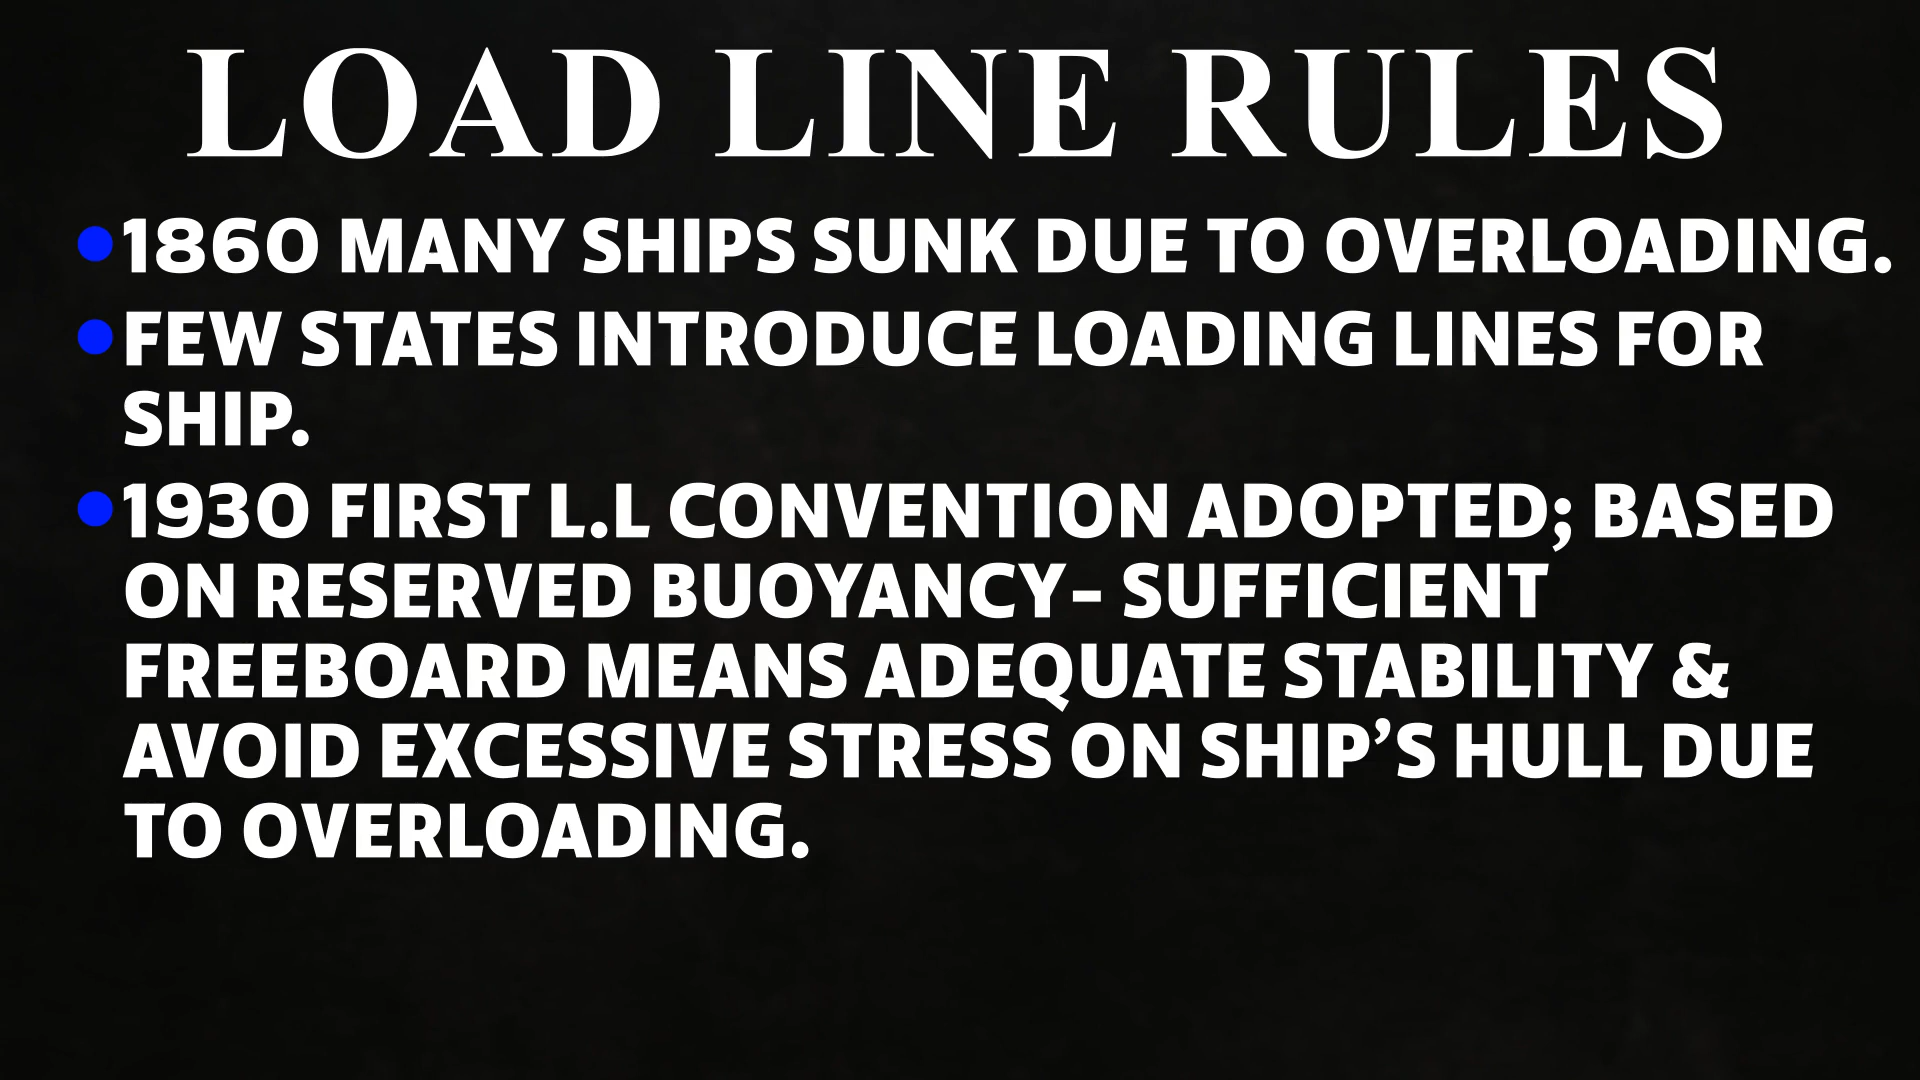 LOAD LINE RULES
•1860 MANY SHIPS SUNK DUE TO OVERLOADING.
•FEW STATES INTRODUCE LOADING LINES FOR
SHIP.
•1930 FIRST L.L CONVENTION ADOPTED; BASED
ON RESERVED BUOYANCY- SUFFICIENT
FREEBOARD MEANS ADEQUATE STABILITY &
AVOID EXCESSIVE STRESS ON SHIP’S HULL DUE
TO OVERLOADING.